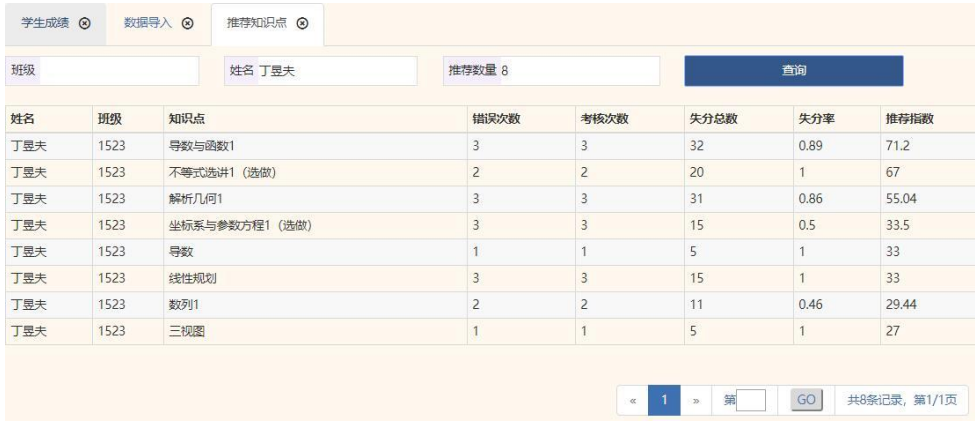 学生成绩 ⊗ 数据导入 ⊗ 推荐知识点 ⊗
班级 姓名 丁昱夫 推荐数量 8 查询
姓名 班级 知识点 错误次数 考核次数 失分总数 失分率 推荐指数
丁昱夫 1523 导数与函数1 3 3 32 0.89 71.2
丁昱夫 1523 不等式选讲1（选做） 2 2 20 1 67
丁昱夫 1523 解析几何1 3 3 31 0.86 55.04
丁昱夫 1523 坐标系与参数方程1（选做） 3 3 15 0.5 33.5
丁昱夫 1523 导数 1 1 5 1 33
丁昱夫 1523 线性规划 3 3 15 1 33
丁昱夫 1523 数列1 2 2 11 0.46 29.44
丁昱夫 1523 三视图 1 1 5 1 27
« 1 » 第 GO 共8条记录，第1/1页